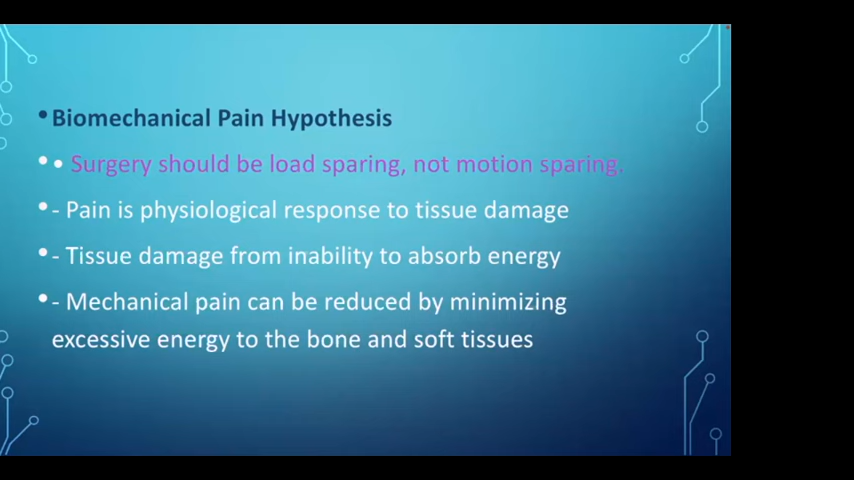 • Biomechanical Pain Hypothesis
• • Surgery should be load sparing, not motion sparing.
• - Pain is physiological response to tissue damage
• - Tissue damage from inability to absorb energy
• - Mechanical pain can be reduced by minimizing
excessive energy to the bone and soft tissues